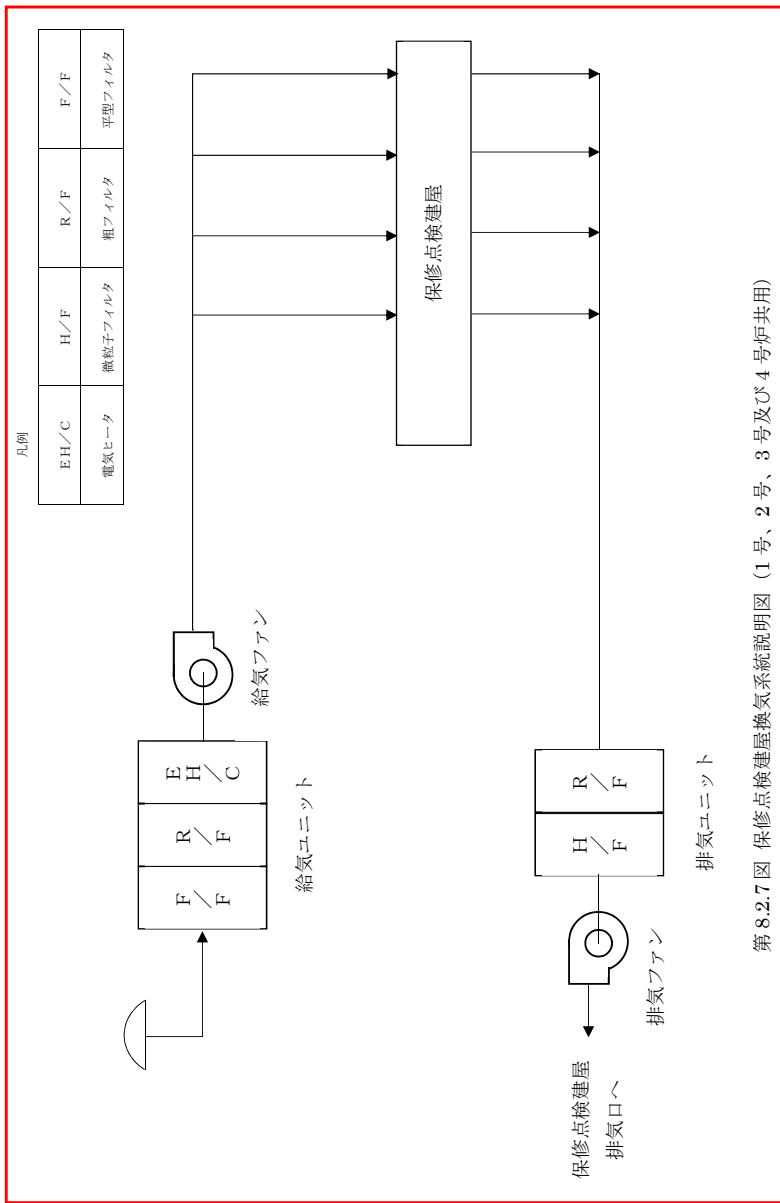 凡例
EH/C
H/F
R/F
F/F
電気ヒータ
微粒子フィルタ
粗フィルタ
平型フィルタ
F/F
R/F
EH/C
給気ユニット
給気ファン
保修点検建屋
H/F
R/F
排気ユニット
排気ファン
保修点検建屋
排気口へ
第8.2.7図 保修点検建屋換気系統説明図（1号、2号、3号及び4号炉共用）